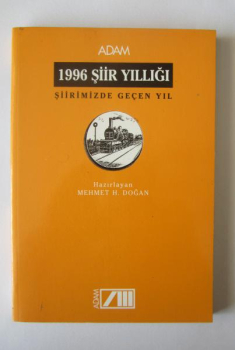 ADAM
1996 ŞİİR YILLIĞI
ŞİİRİMİZDE GEÇEN YIL
Hazırlayan
MEHMET H. DOĞAN
ADAM